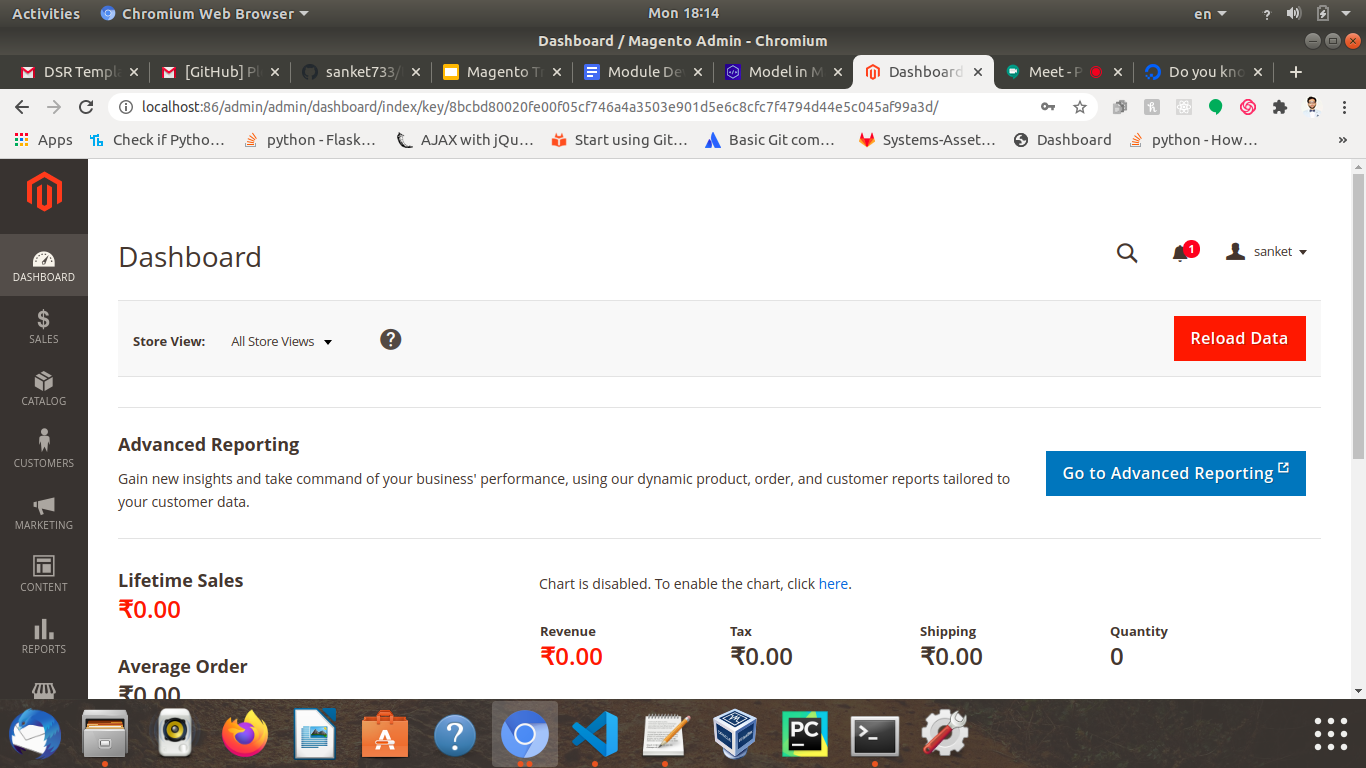 Activities Chromium Web Browser Mon 18:14 en ?
Dashboard / Magento Admin - Chromium
DSR Templ [GitHub] Pl sanket733/ Magento Tr Module De Model in M Dashboard Meet - P Do you kno
localhost:86/admin/admin/dashboard/index/key/8bcbd80020fe00f05cf746a4a3503e901d5e6c8cfc7f4794d44e5c045af99a3d/
Apps Check if Pytho… python - Flask… AJAX with jQu… Start using Git… Basic Git com… Systems-Asset… Dashboard python - How… »
DASHBOARD
SALES
CATALOG
CUSTOMERS
MARKETING
CONTENT
REPORTS
Dashboard 1 sanket
Store View: All Store Views ? Reload Data
Advanced Reporting
Gain new insights and take command of your business' performance, using our dynamic product, order, and customer reports tailored to
your customer data.
Go to Advanced Reporting
Lifetime Sales
₹0.00
Average Order
₹0.00
Chart is disabled. To enable the chart, click here.
Revenue Tax Shipping Quantity
₹0.00 ₹0.00 ₹0.00 0
A ? PC >_